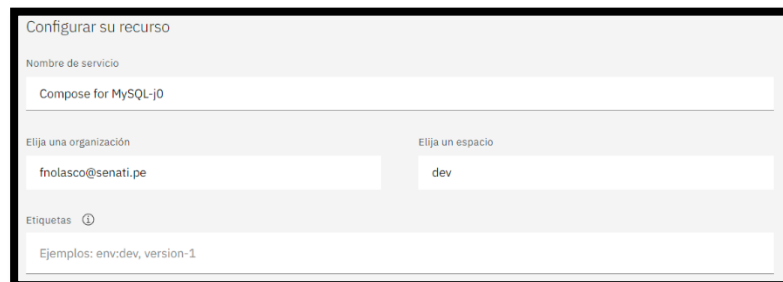 Configurar su recurso
Nombre de servicio
Compose for MySQL-j0
Elija una organización Elija un espacio
fnolasco@senati.pe dev
Etiquetas
Ejemplos: env:dev, version-1